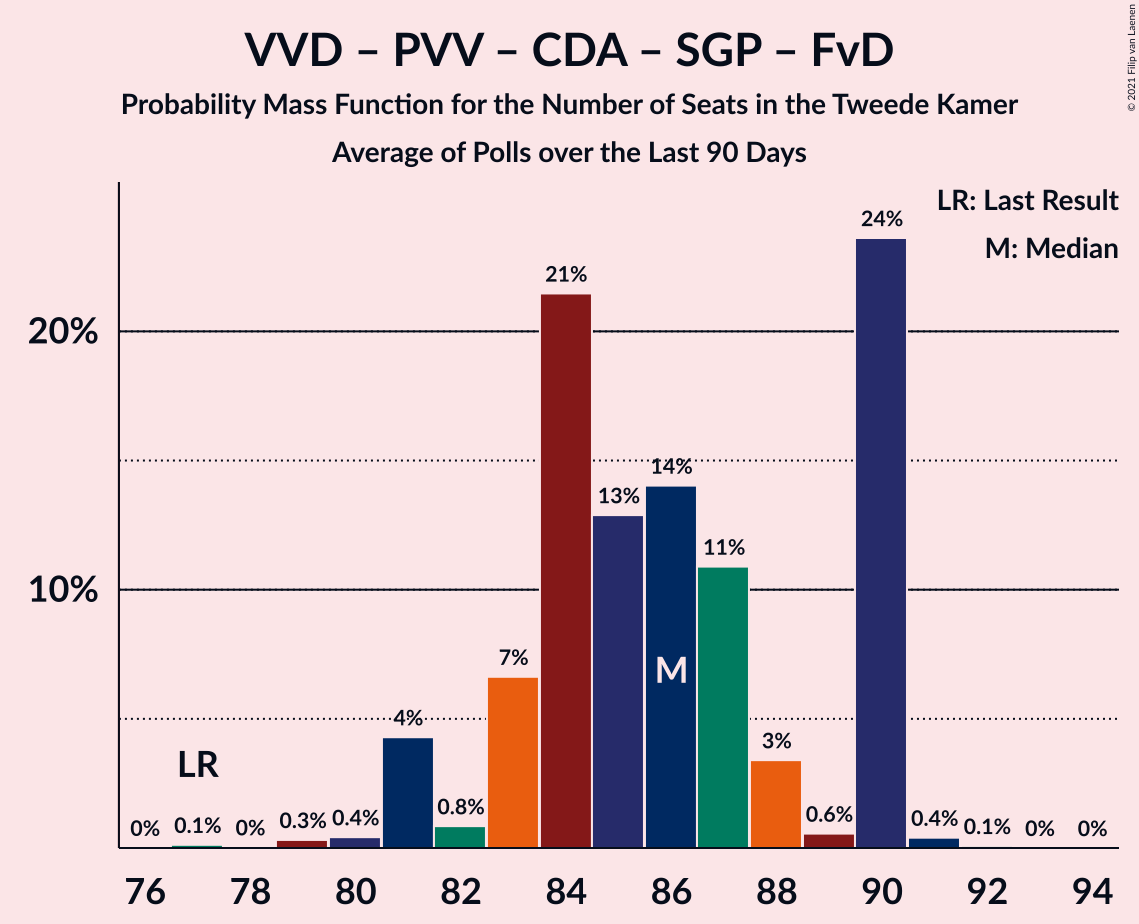 VVD – PVV – CDA – SGP – FvD
Probability Mass Function for the Number of Seats in the Tweede Kamer
Average of Polls over the Last 90 Days
© 2021 Filip van Laenen
LR: Last Result
M: Median
20%
10%
0%
0.1%
0%
0.3%
0.4%
4%
0.8%
7%
21%
13%
14%
11%
3%
0.6%
24%
0.4%
0.1%
0%
0%
LR
M
76 78 80 82 84 86 88 90 92 94